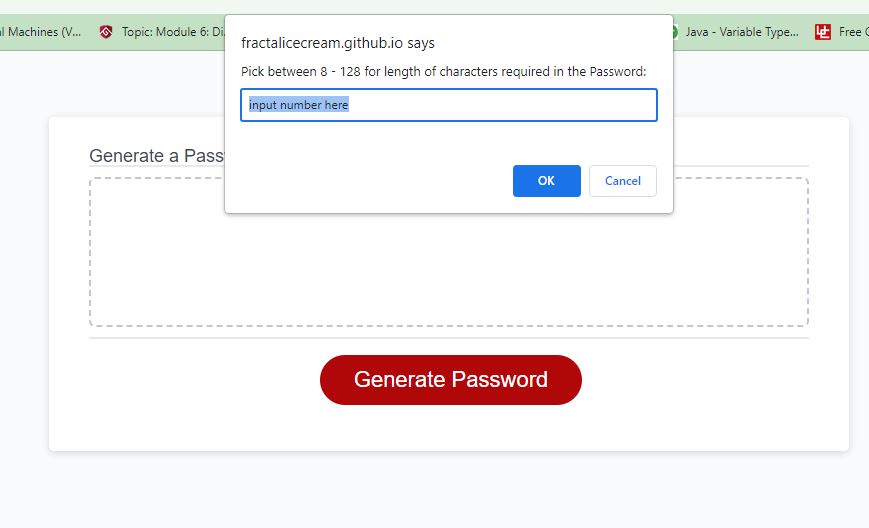 l Machines (V...
Topic: Module 6: Di
Java - Variable Type...
Free
fractalicecream.github.io says
Pick between 8 - 128 for length of characters required in the Password:
input number here
OK
Cancel
Generate a Pass
Generate Password